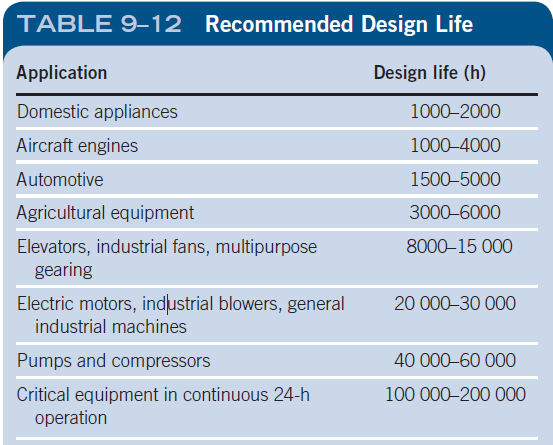 TABLE 9–12 Recommended Design Life
Application Design life (h)
Domestic appliances 1000–2000
Aircraft engines 1000–4000
Automotive 1500–5000
Agricultural equipment 3000–6000
Elevators, industrial fans, multipurpose 8000–15 000
gearing
Electric motors, industrial blowers, general 20 000–30 000
industrial machines
Pumps and compressors 40 000–60 000
Critical equipment in continuous 24-h 100 000–200 000
operation